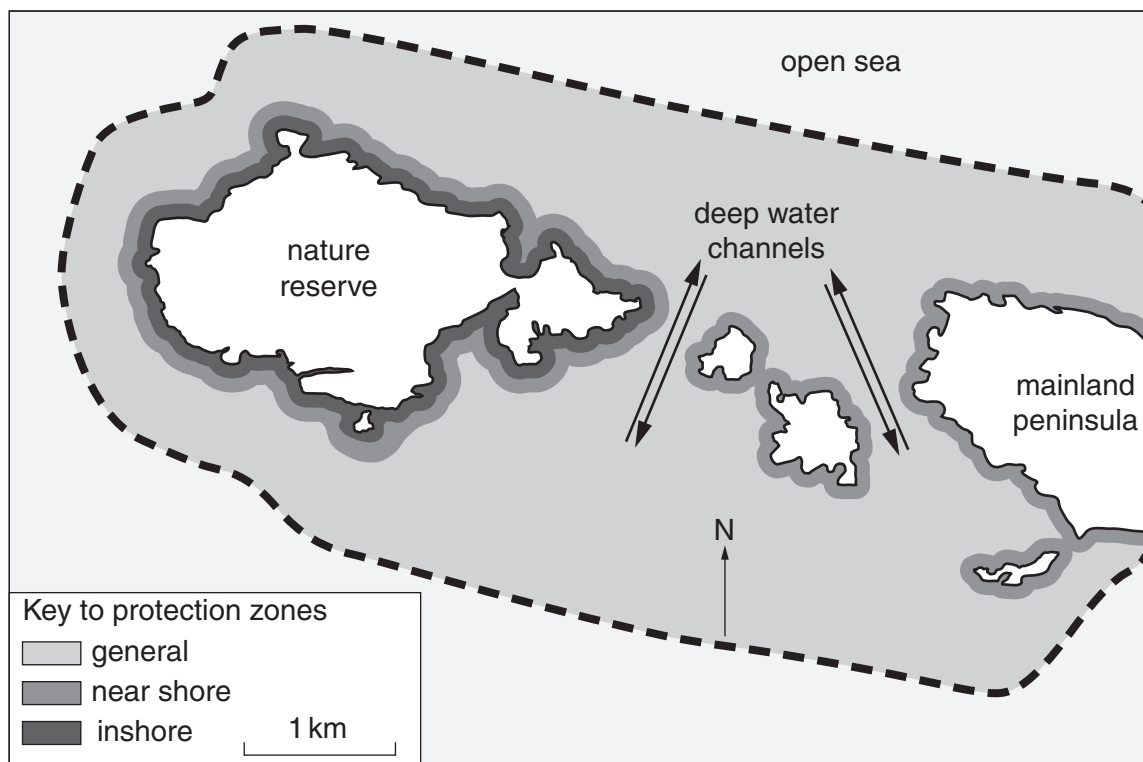 open sea
deep water
channels
nature
reserve
mainland
peninsula
N
Key to protection zones
general
near shore
inshore
1 km